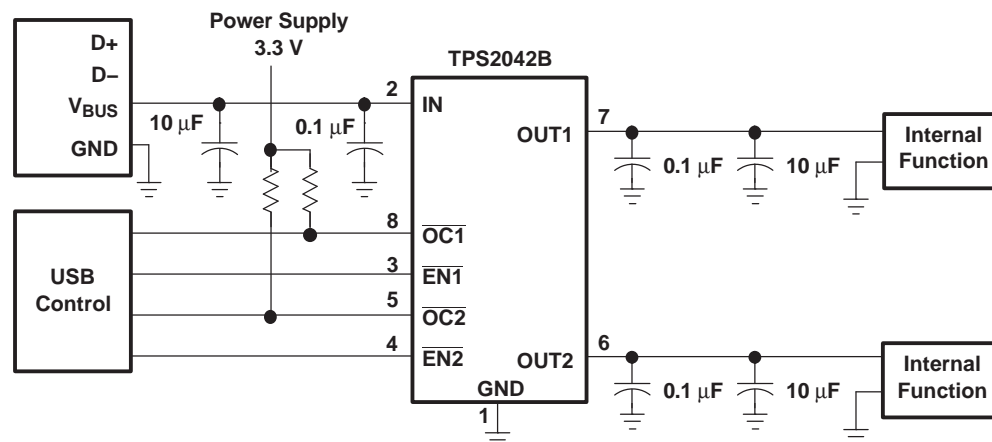 Power Supply
3.3 V
TPS2042B
D+
D−
VBUS
GND
10 μF
0.1 μF
2
IN
OUT1
7
0.1 μF
10 μF
Internal
Function
USB
Control
8
OC1
3
EN1
5
OC2
4
EN2
OUT2
6
GND
1
0.1 μF
10 μF
Internal
Function